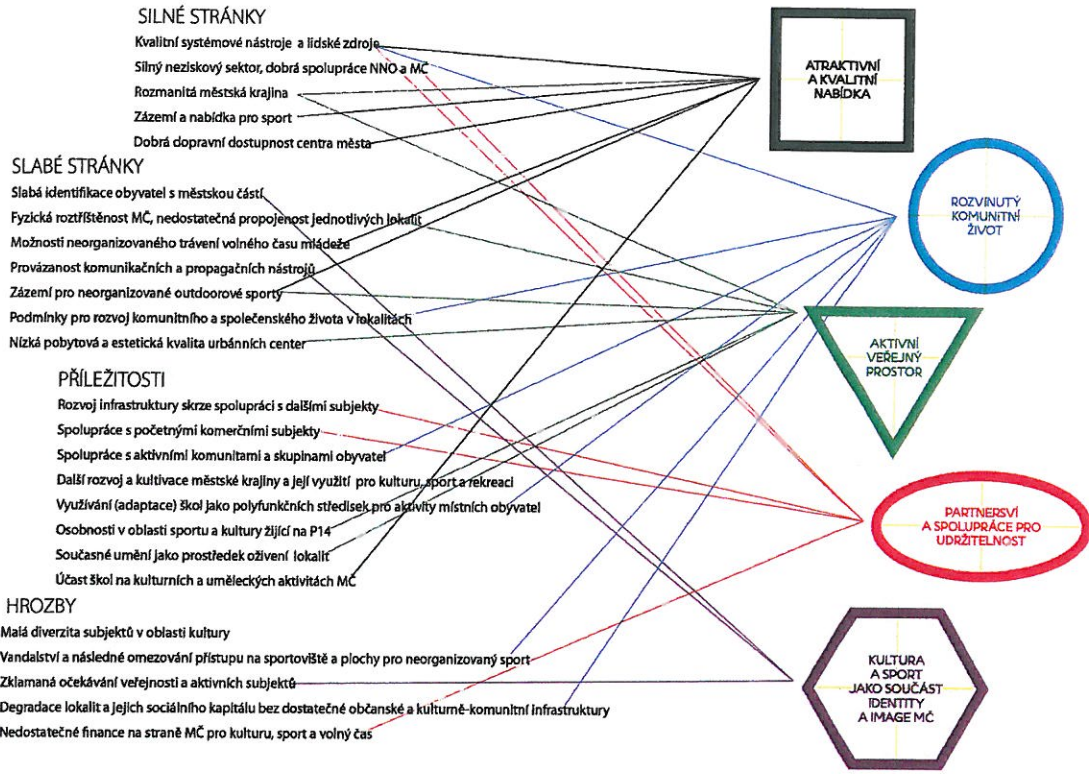 SILNÉ STRÁNKY
Kvalitní systémové nástroje a lidské zdroje
Silný neziskový sektor, dobrá spolupráce NNO a MČ
Rozmanitá městská krajina
Zázemí a nabídka pro sport
Dobrá dopravní dostupnost centra města
SLABÉ STRÁNKY
Slabá identifikace obyvatel s městskou částí
Fyzická roztříštěnost MČ, nedostatečná propojenost jednotlivých lokalit
Možnosti neorganizovaného trávení volného času mládeže
Provázanost komunikačních a propagačních nástrojů
Zázemí pro neorganizované outdoorové sporty
Podmínky pro rozvoj komunitního a společenského života v lokalitách
Nízká pobytová a estetická kvalita urbánních center
PŘÍLEŽITOSTI
Rozvoj infrastruktury skrze spolupráci s dalšími subjekty
Spolupráce s početnými komerčními subjekty
Spolupráce s aktivními komunitami a skupinami obyvatel
Další rozvoj a kultivace městské krajiny a její využití pro kulturu, sport a rekreaci
Využívání (adaptace) škol jako polyfunkčních středisek pro aktivity místních obyvatel
Osobnosti v oblasti sportu a kultury žijící na P14
Současné umění jako prostředek oživení lokalit
Účast škol na kulturních a uměleckých aktivitách MČ
HROZBY
Malá diverzita subjektů v oblasti kultury
Vandalství a následné omezování přístupu na sportoviště a plochy pro neorganizovaný sport
Zklamaná očekávání veřejnosti a aktivních subjektů
Degradace lokalit a jejich sociálního kapitálu bez dostatečné občanské a kulturně-komunitní infrastruktury
Nedostatečné finance na straně MČ pro kulturu, sport a volný čas
ATRAKTIVNÍ
A KVALITNÍ
NABÍDKA
ROZVINUTÝ
KOMUNITNÍ
ŽIVOT
AKTIVNÍ
VEŘEJNÝ
PROSTOR
PARTNERSVÍ
A SPOLUPRÁCE PRO
UDRŽITELNOST
KULTURA
A SPORT
JAKO SOUČÁST
IDENTITY
A IMAGE MČ